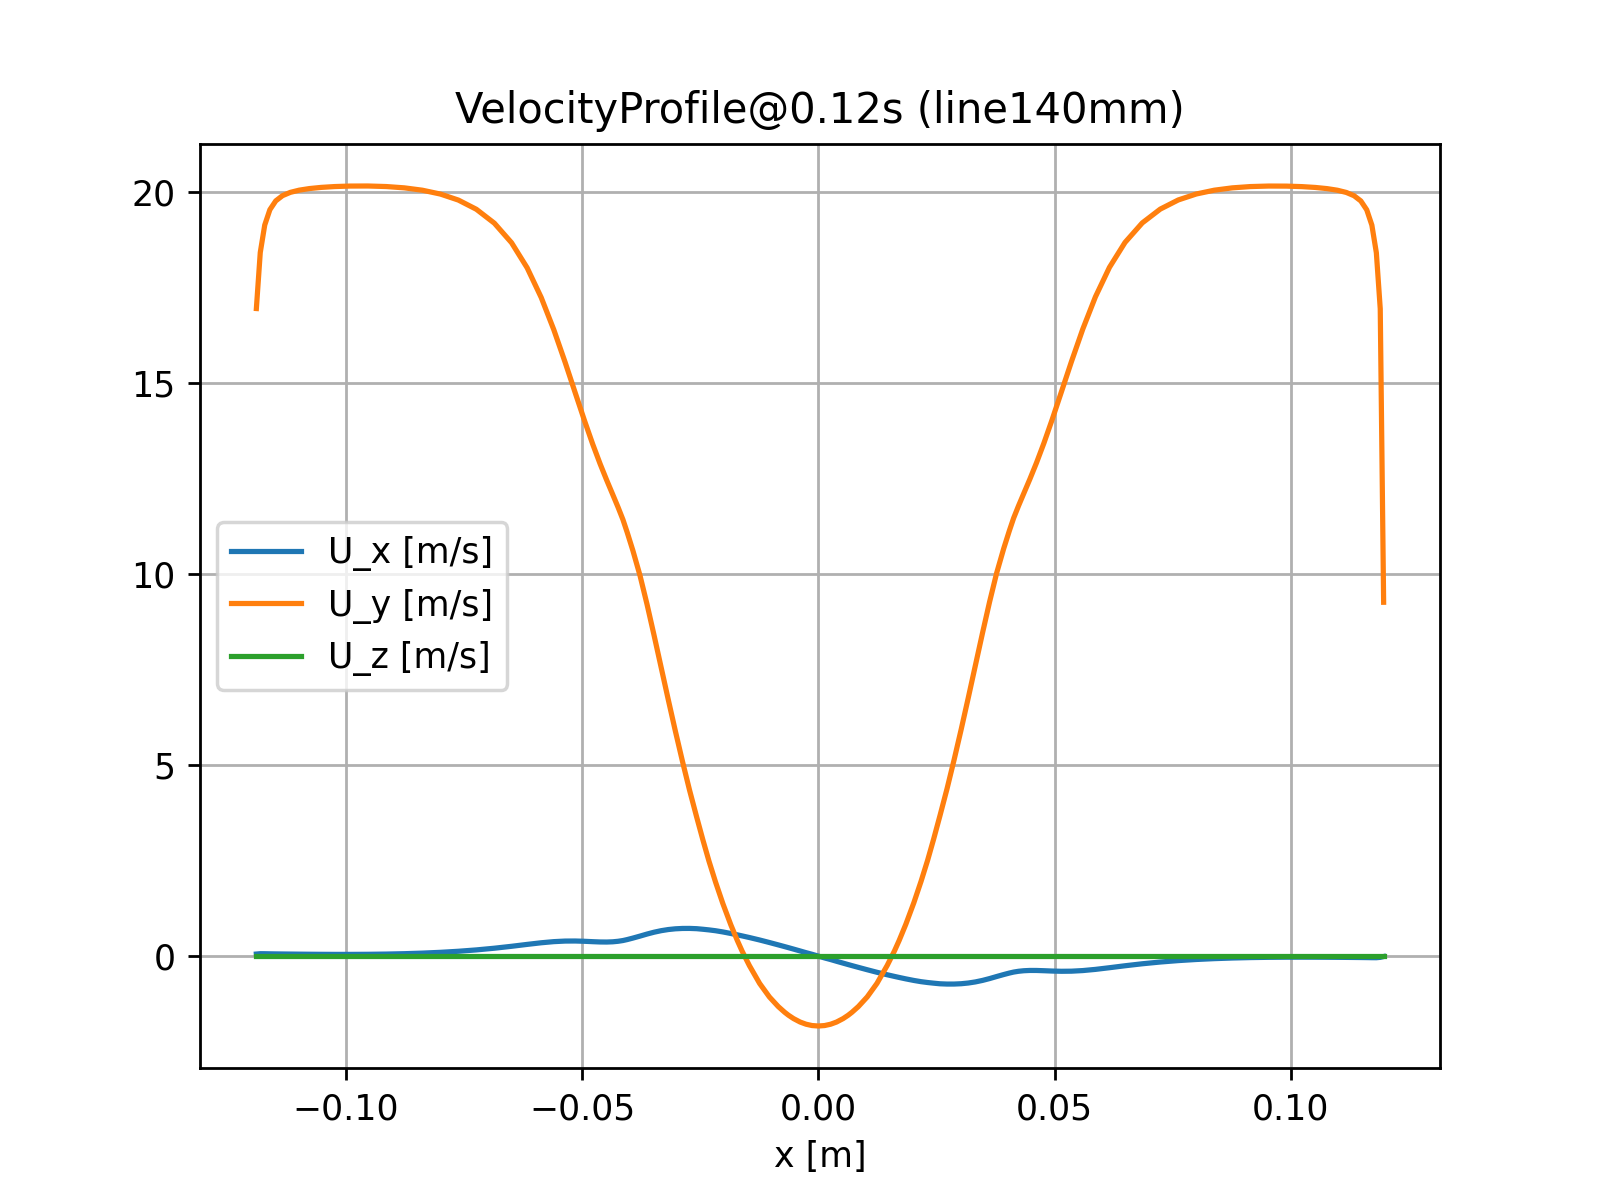 VelocityProfile@0.12s (line140mm)
20
15
10
5
0
U_x [m/s]
U_y [m/s]
U_z [m/s]
−0.10 −0.05 0.00 0.05 0.10
x [m]